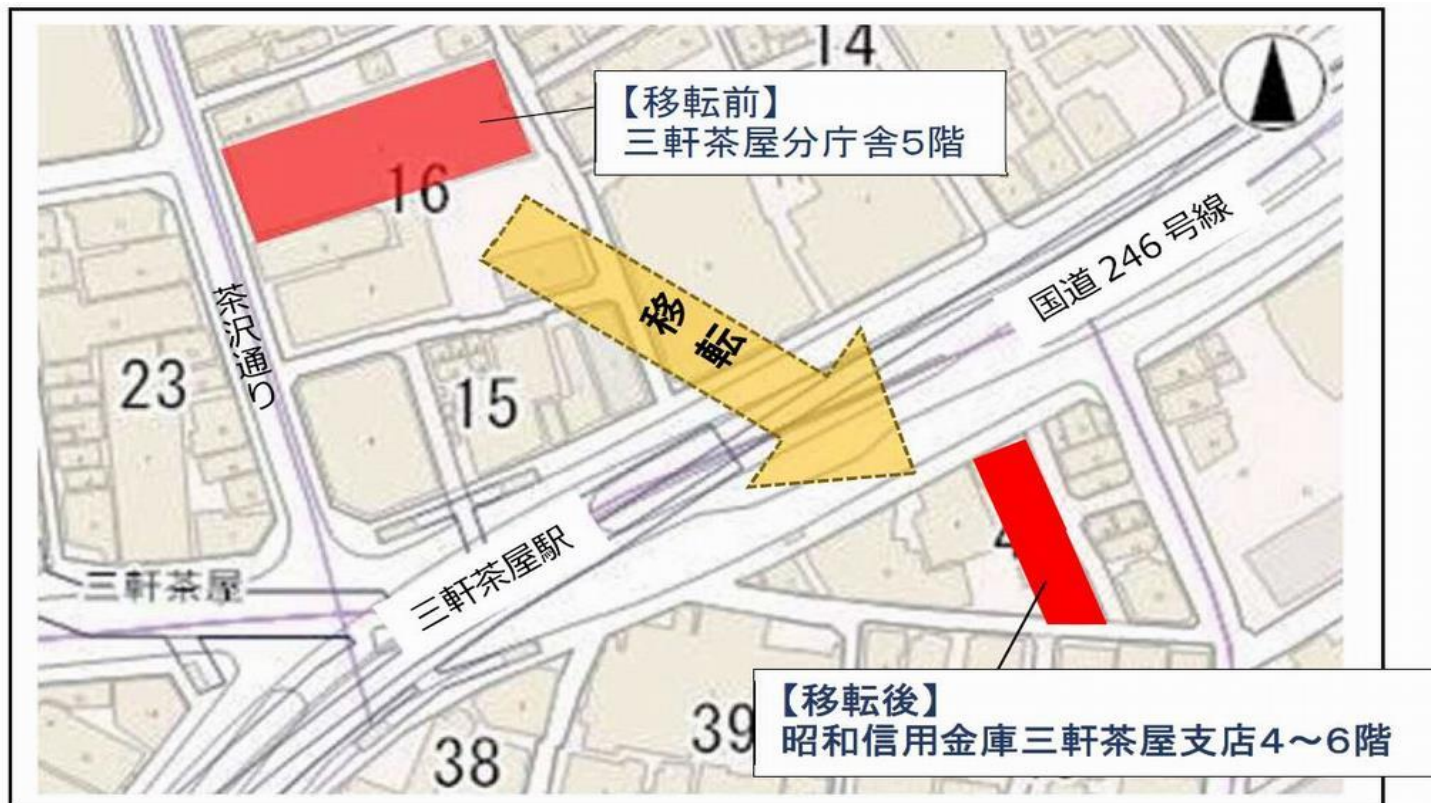 14
【移転前】
三軒茶屋分庁舎5階
16
国道246号線
移転
茶沢通り
23
15
三軒茶屋駅
三軒茶屋
4
【移転後】
昭和信用金庫三軒茶屋支店4～6階
39
38